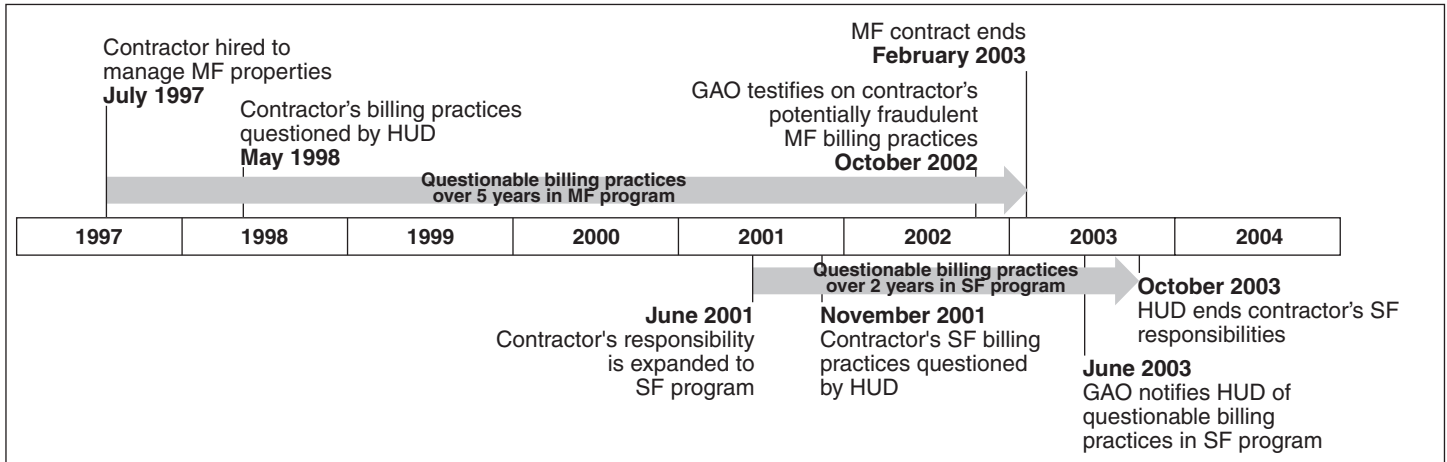 Contractor hired to
manage MF properties
July 1997
Contractor's billing practices
questioned by HUD
May 1998
GAO testifies on contractor's
potentially fraudulent
MF billing practices
October 2002
MF contract ends
February 2003
Questionable billing practices
over 5 years in MF program
1997 1998 1999 2000 2001 2002 2003 2004
Questionable billing practices
over 2 years in SF program
June 2001
Contractor's responsibility
is expanded to
SF program
November 2001
Contractor's SF billing
practices questioned
by HUD
June 2003
GAO notifies HUD of
questionable billing
practices in SF program
October 2003
HUD ends contractor's SF
responsibilities